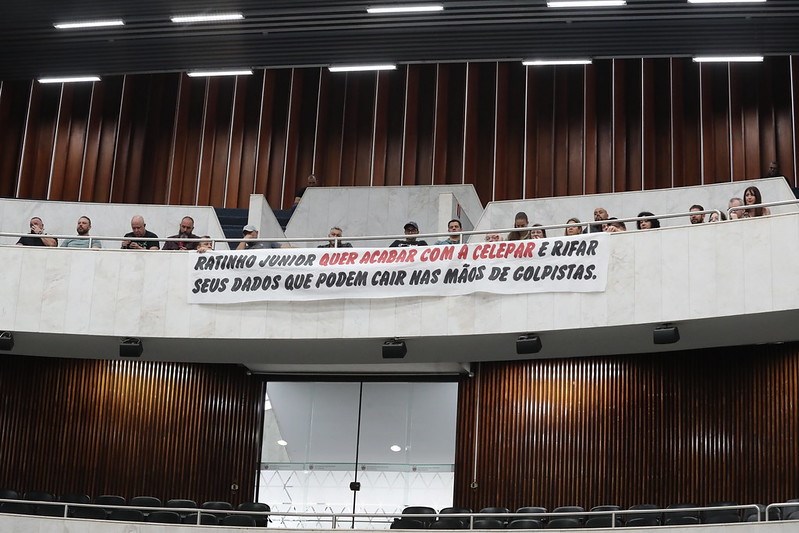 RATINHO JUNIOR QUER ACABAR COM A CELEPAR E RIFAR
SEUS DADOS QUE PODEM CAIR NAS MÃOS DE GOLPISTAS.